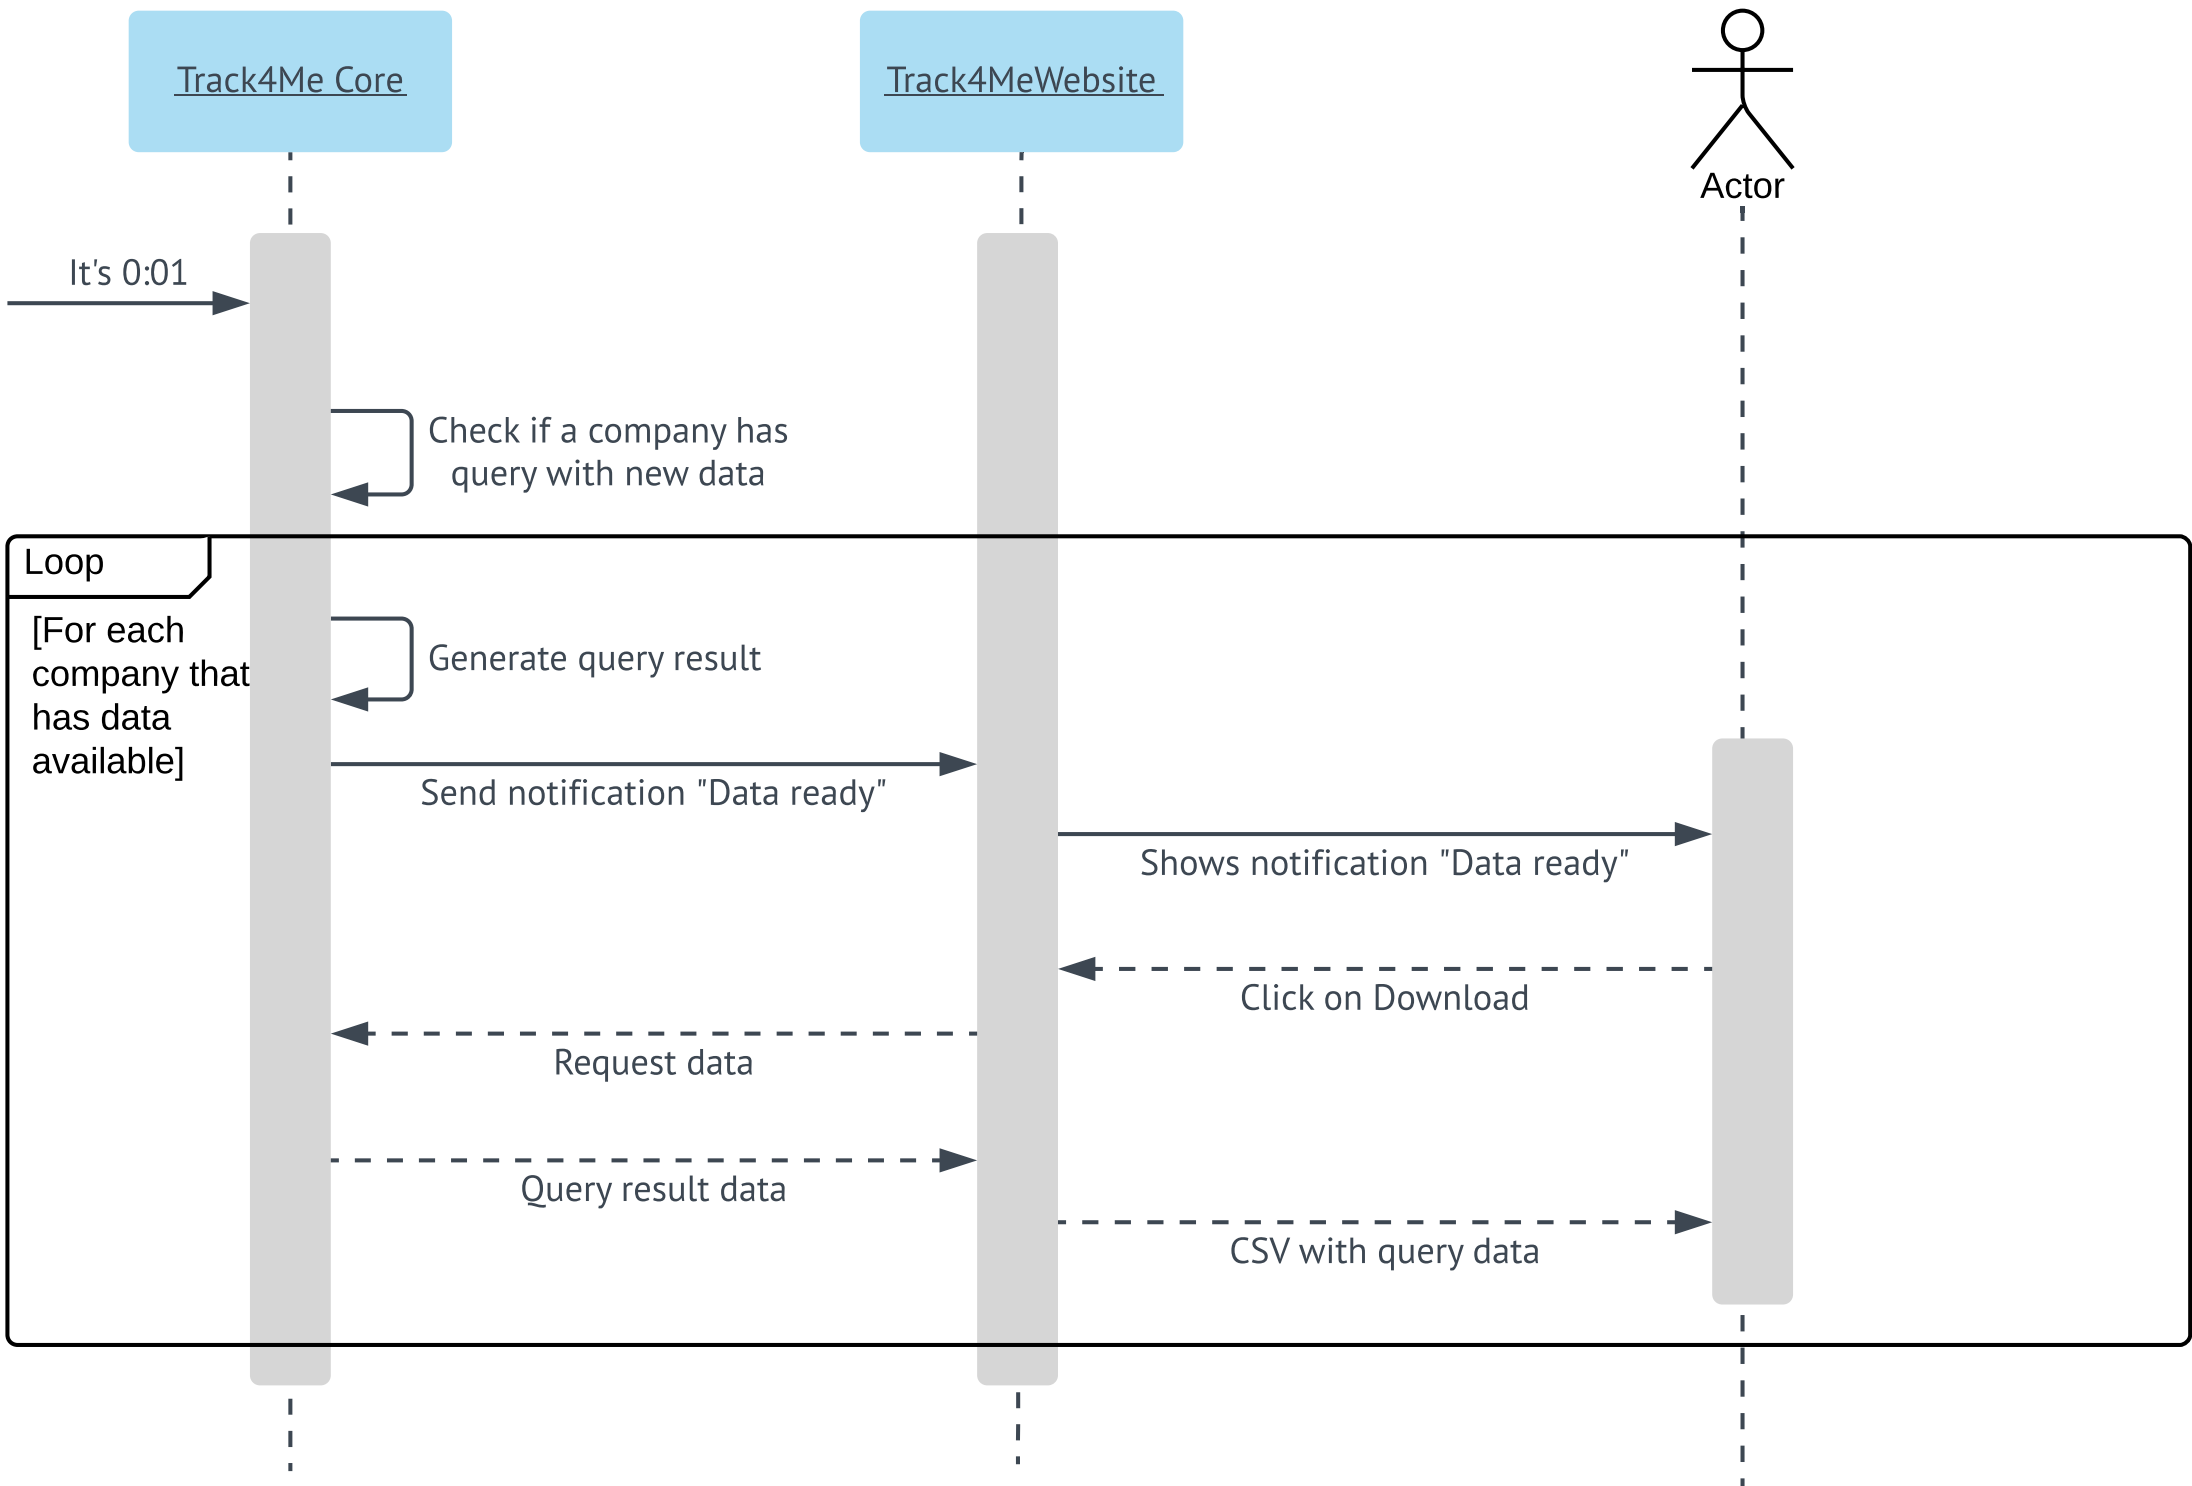 Track4Me Core
Track4MeWebsite
Actor
It's 0:01
Check if a company has
query with new data
Loop
[For each
company that
has data
available]
Generate query result
Send notification "Data ready"
Shows notification "Data ready"
Click on Download
Request data
Query result data
CSV with query data